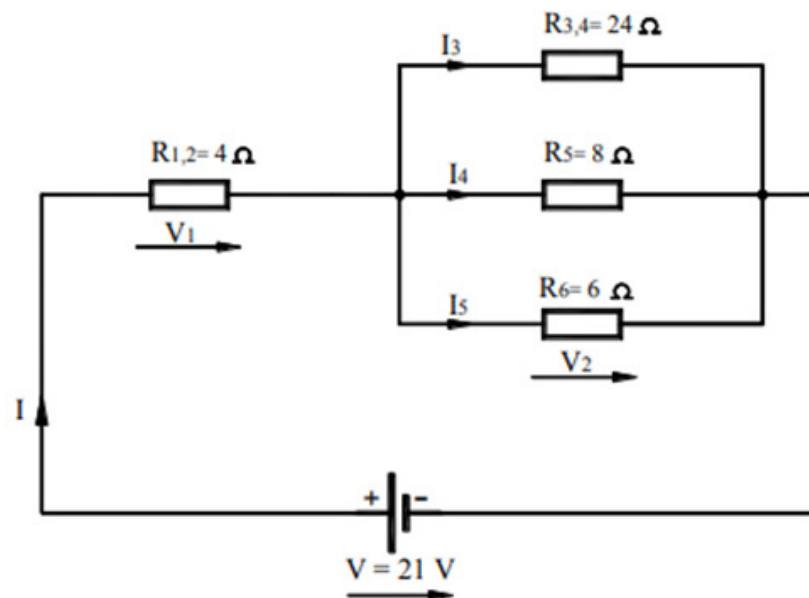 R3,4= 24 Ω
I3
R1,2= 4 Ω
R5= 8 Ω
I4
V1
R6= 6 Ω
I5
V2
I
+ -
V = 21 V